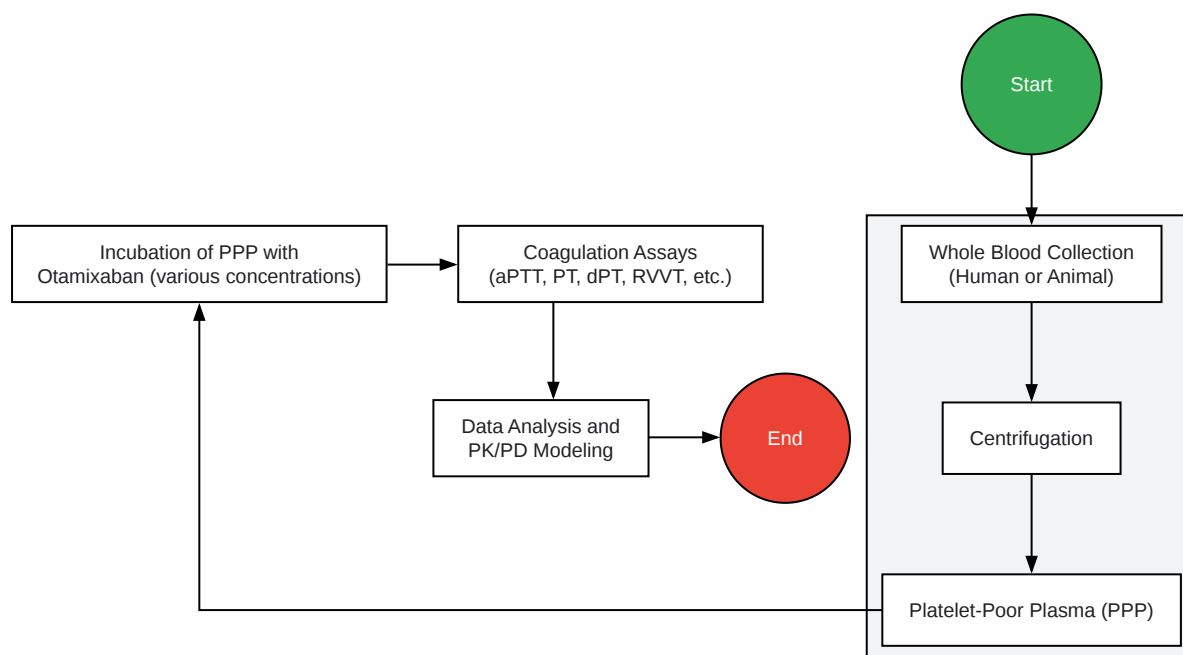 Start
Whole Blood Collection
(Human or Animal)
Centrifugation
Platelet-Poor Plasma (PPP)
Incubation of PPP with
Otamixaban (various concentrations)
Coagulation Assays
(aPTT, PT, dPT, RVVT, etc.)
Data Analysis and
PK/PD Modeling
End